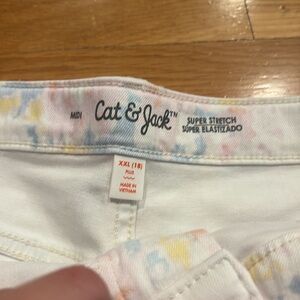 MIDI
Cat & Jack™
SUPER STRETCH
SÚPER ELASTIZADO
XXL (18)
PLUS
MADE IN
VIETNAM